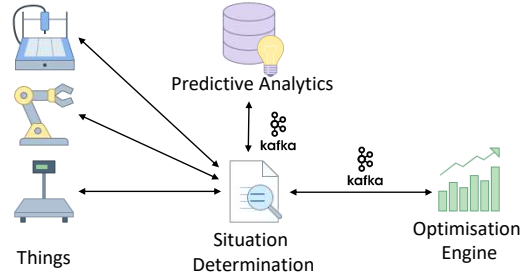 Predictive Analytics
kafka
kafka
Things
Situation
Determination
Optimisation
Engine